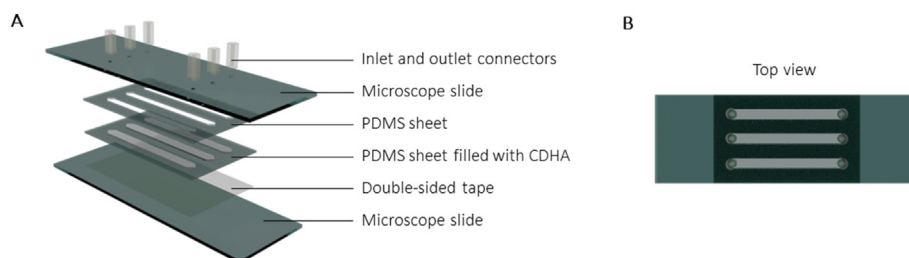 A
Inlet and outlet connectors
Microscope slide
PDMS sheet
PDMS sheet filled with CDHA
Double-sided tape
Microscope slide
B
Top view